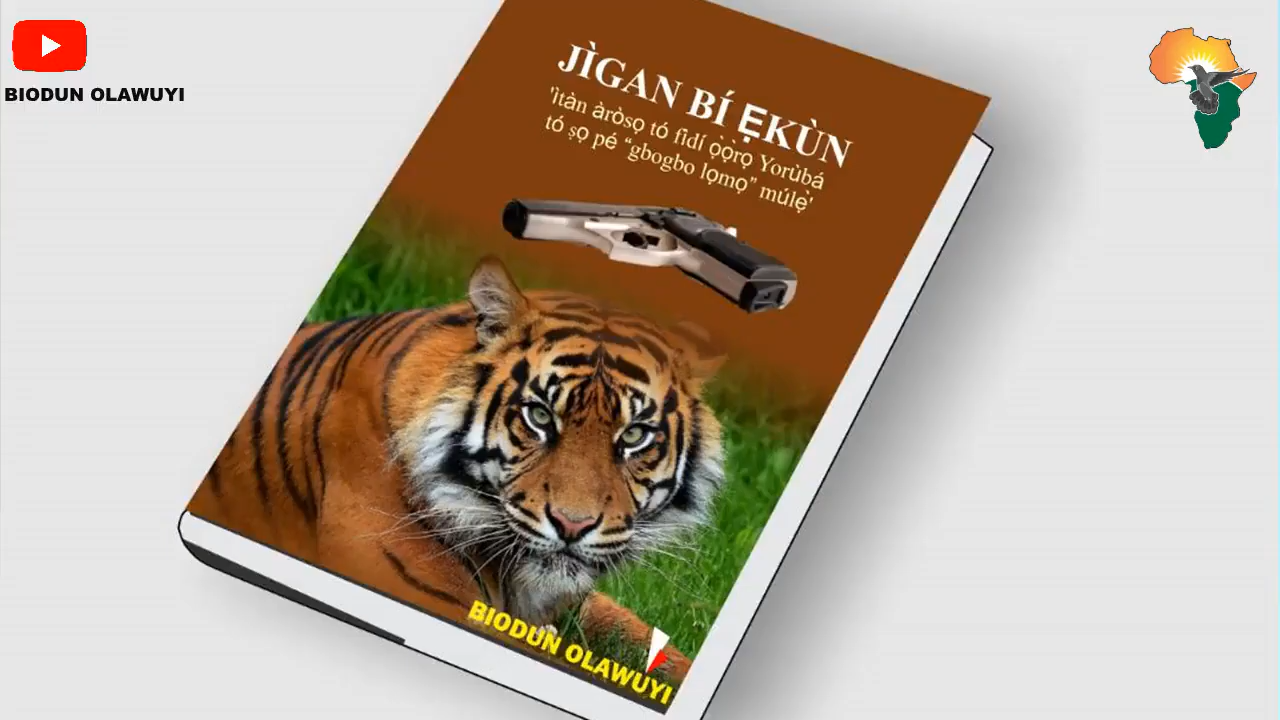 BIODUN OLAWUYI
JÌGAN BÍ ẸKÙN
'ìtàn àròsọ tó fìdí ọ̀ọ̀rọ̀ Yorùbá
tó sọ pé “gbogbo lọmọ” múlẹ̀'
BIODUN OLAWUYI